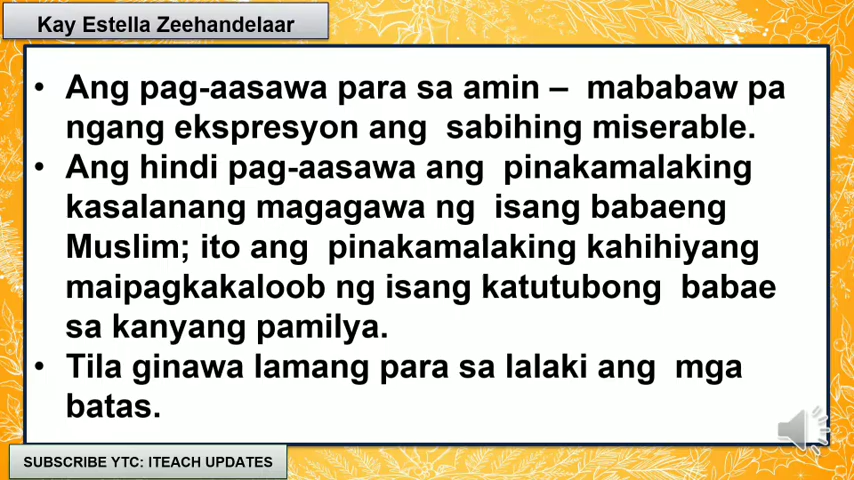 Kay Estella Zeehandelaar
• Ang pag-aasawa para sa amin – mababaw pa
ngang ekspresyon ang sabihing miserable.
• Ang hindi pag-aasawa ang pinakamalaking
kasalanang magagawa ng isang babaeng
Muslim; ito ang pinakamalaking kahihiyang
maipagkakaloob ng isang katutubong babae
sa kanyang pamilya.
• Tila ginawa lamang para sa lalaki ang mga
batas.
SUBSCRIBE YTC: ITEACH UPDATES